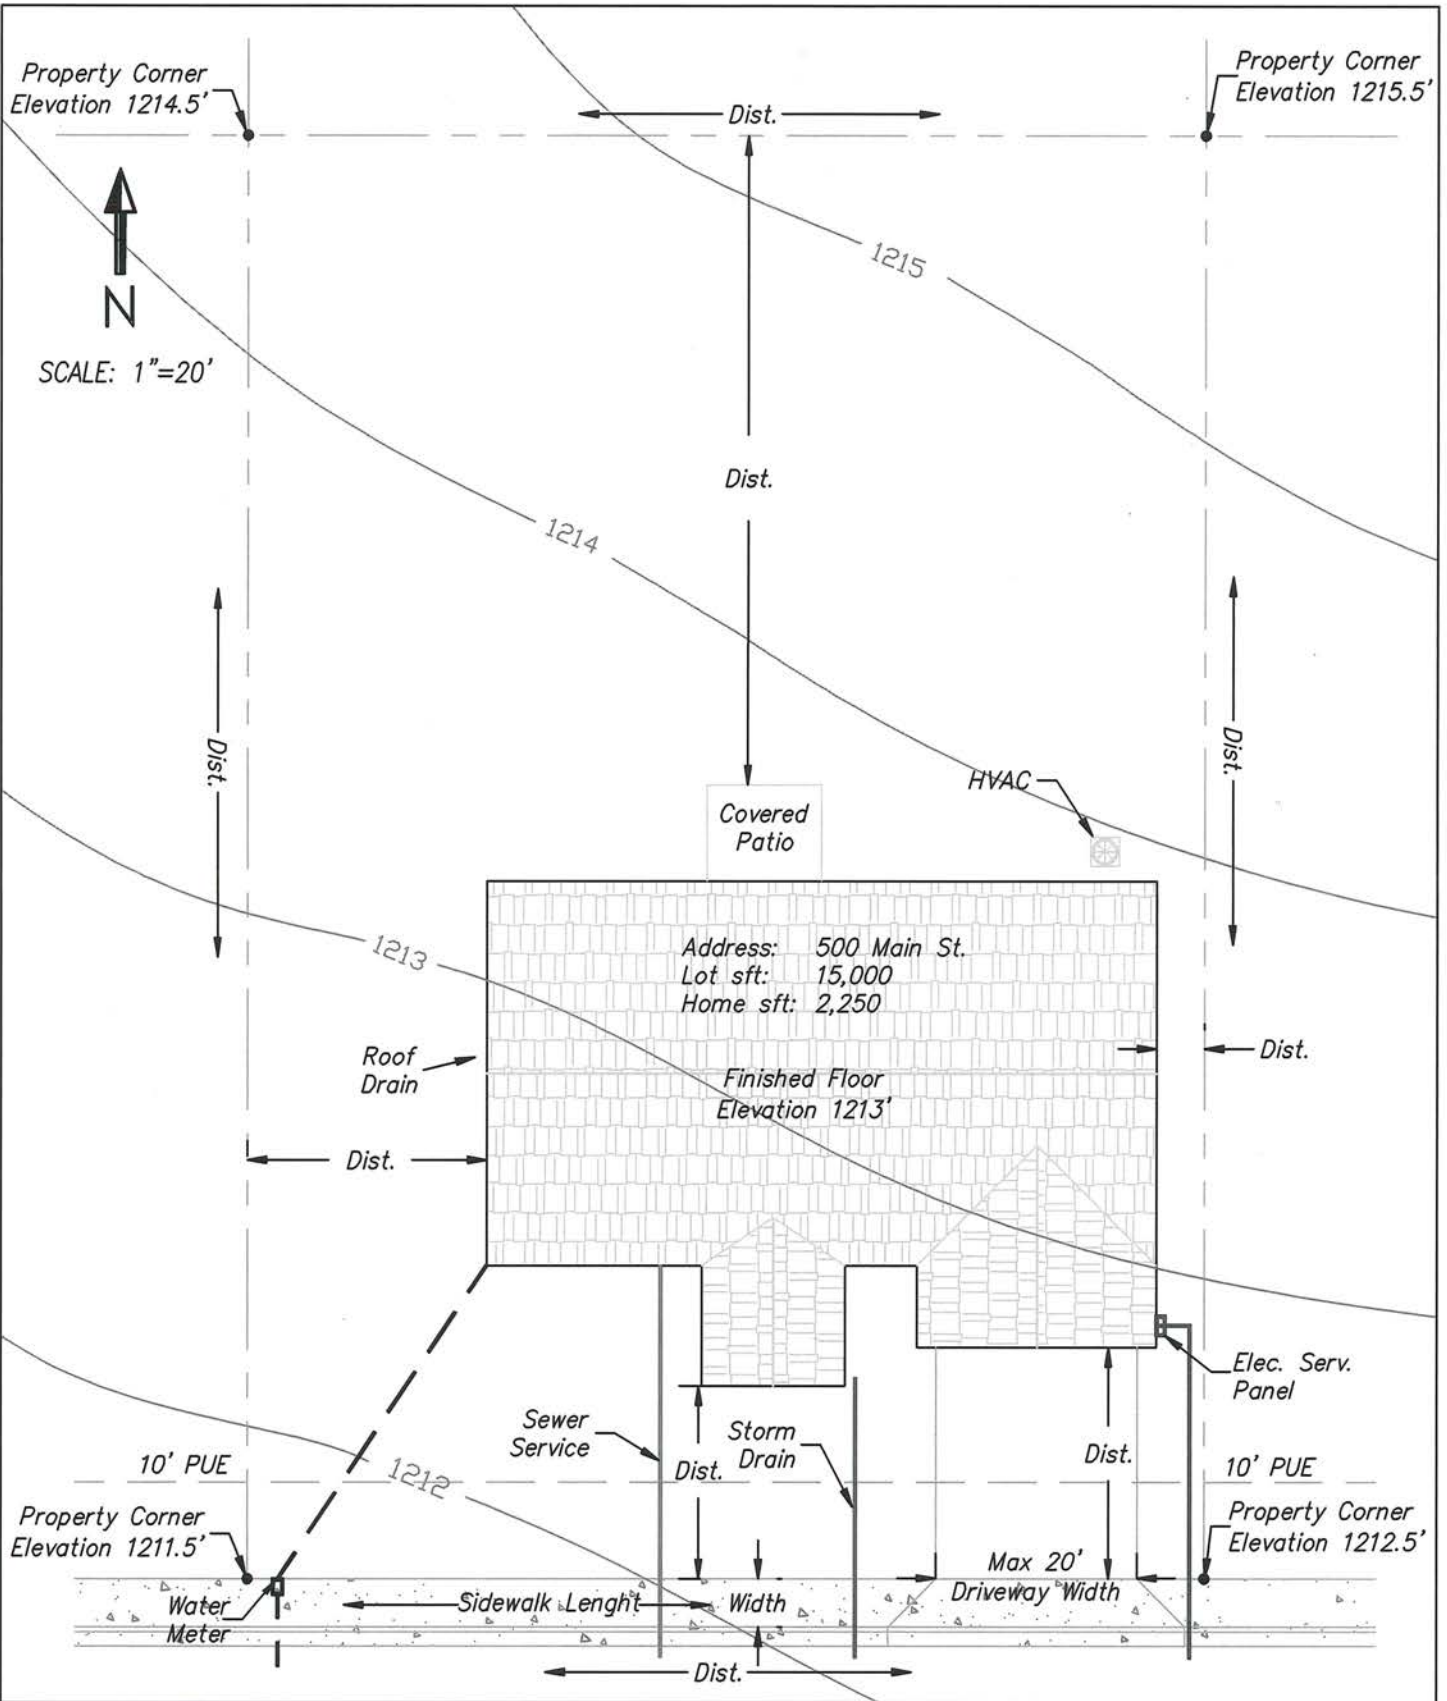 Property Corner
Elevation 1214.5'
Dist.
Property Corner
Elevation 1215.5'
N
SCALE: 1"=20'
1215
Dist.
1214
Dist.
Dist.
HVAC
Covered
Patio
1213
Address: 500 Main St.
Lot sft: 15,000
Home sft: 2,250
Roof
Drain
Dist.
Finished Floor
Elevation 1213'
Dist.
Elec. Serv.
Panel
Sewer
Service
Storm
Drain
Dist.
Dist.
10' PUE
1212
10' PUE
Property Corner
Elevation 1211.5'
Property Corner
Elevation 1212.5'
Max 20'
Driveway Width
Water
Meter
Sidewalk Lenght
Width
Dist.